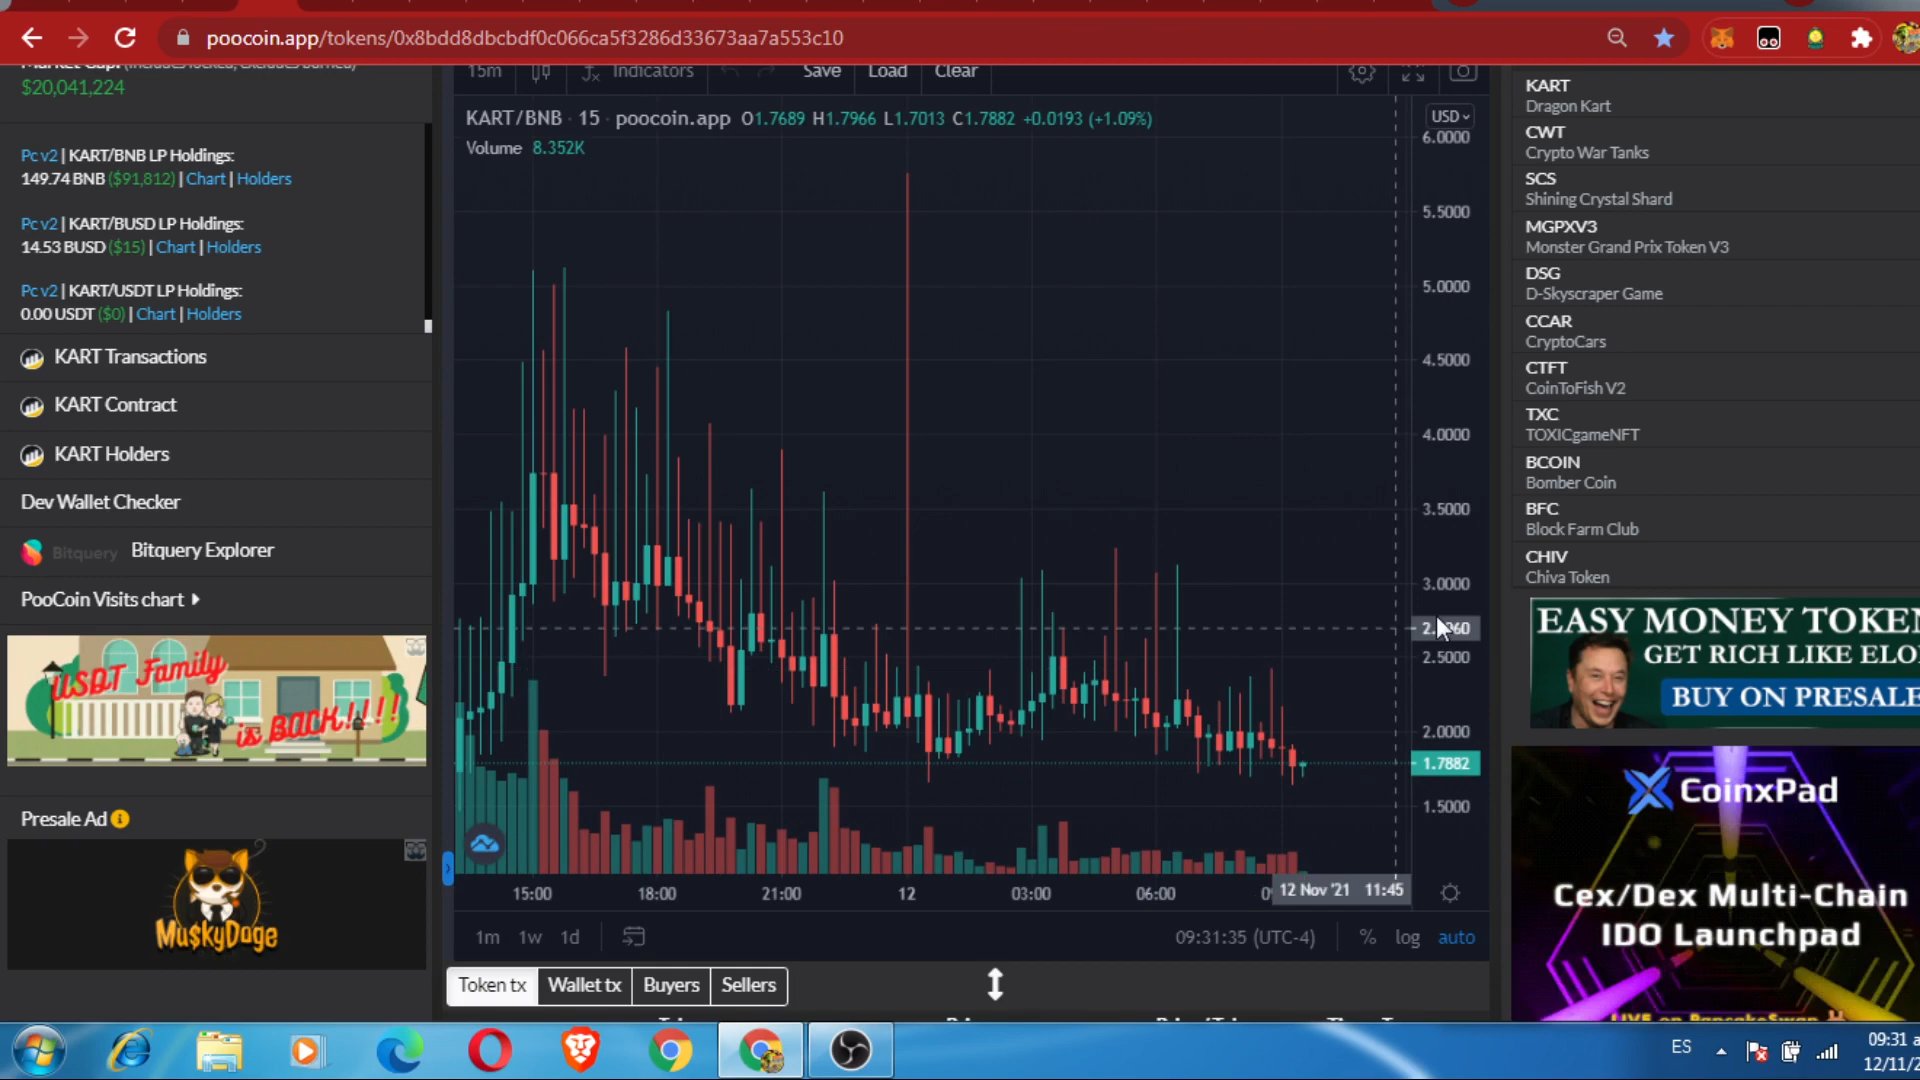 poocoin.app/tokens/0x8bdd8dbcbdf0c066ca5f3286d33673aa7a553c10
$20,041,224
Pc v2 | KART/BNB LP Holdings:
149.74 BNB ($91,812) | Chart | Holders
Pc v2 | KART/BUSD LP Holdings:
14.53 BUSD ($15) | Chart | Holders
Pc v2 | KART/USDT LP Holdings:
0.00 USDT ($0) | Chart | Holders
KART Transactions
KART Contract
KART Holders
Dev Wallet Checker
Bitquery Bitquery Explorer
PooCoin Visits chart
USDT Family
is BACK!!!!
Presale Ad
Mu$kyDoge
15m Indicators Save Load Clear
KART/BNB · 15 · poocoin.app O1.7689 H1.7966 L1.7013 C1.7882 +0.0193 (+1.09%)
Volume 8.352K
USD
6.0000
5.5000
5.0000
4.5000
4.0000
3.5000
3.0000
2.5000
2.0000
1.7882
1.5000
15:00 18:00 21:00 12 03:00 06:00 12 Nov '21 11:45
1m 1w 1d 09:31:35 (UTC-4) % log auto
Token tx Wallet tx Buyers Sellers
KART
Dragon Kart
CWT
Crypto War Tanks
SCS
Shining Crystal Shard
MGPXV3
Monster Grand Prix Token V3
DSG
D-Skyscraper Game
CCAR
CryptoCars
CTFT
CoinToFish V2
TXC
TOXICgameNFT
BCOIN
Bomber Coin
BFC
Block Farm Club
CHIV
Chiva Token
EASY MONEY TOKEN
GET RICH LIKE ELO
BUY ON PRESALE
CoinxPad
Cex/Dex Multi-Chain
IDO Launchpad
LIVE on PancakeSwap
ES
09:31 a
12/11/2